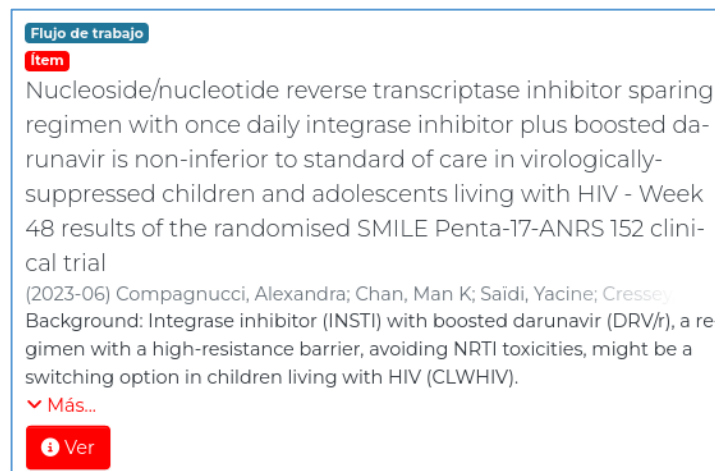 Flujo de trabajo
Ítem
Nucleoside/nucleotide reverse transcriptase inhibitor sparing
regimen with once daily integrase inhibitor plus boosted da-
runavir is non-inferior to standard of care in virologically-
suppressed children and adolescents living with HIV - Week
48 results of the randomised SMILE Penta-17-ANRS 152 clini-
cal trial
(2023-06) Compagnucci, Alexandra; Chan, Man K; Saïdi, Yacine; Cressey
Background: Integrase inhibitor (INSTI) with boosted darunavir (DRV/r), a re-
gimen with a high-resistance barrier, avoiding NRTI toxicities, might be a
switching option in children living with HIV (CLWHIV).
Más...
Ver